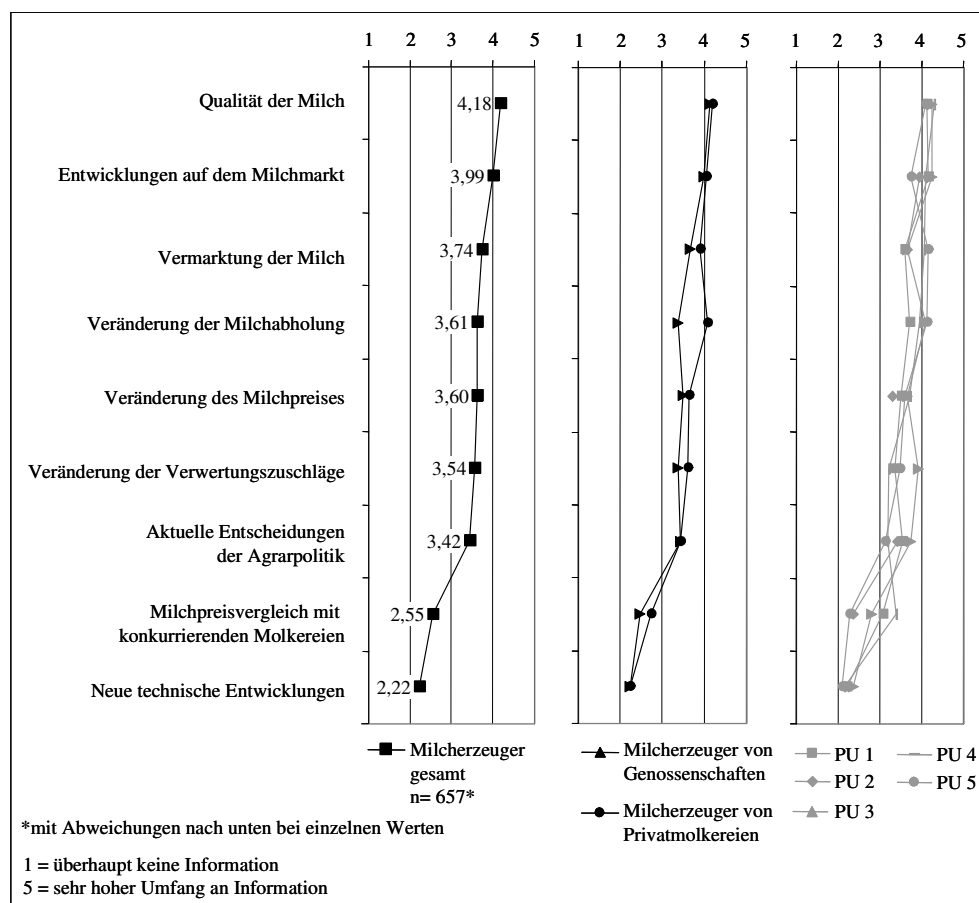 1 2 3 4 5
1 2 3 4 5
1 2 3 4 5
Qualität der Milch
4,18
Entwicklungen auf dem Milchmarkt
3,99
Vermarktung der Milch
3,74
Veränderung der Milchabholung
3,61
Veränderung des Milchpreises
3,60
Veränderung der Verwertungszuschläge
3,54
Aktuelle Entscheidungen
der Agrarpolitik
3,42
Milchpreisvergleich mit
konkurrierenden Molkereien
2,55
Neue technische Entwicklungen
2,22
Milcherzeuger
gesamt
n= 657*
Milcherzeuger von
Genossenschaften
Milcherzeuger von
Privatmolkereien
PU 1
PU 2
PU 3
PU 4
PU 5
*mit Abweichungen nach unten bei einzelnen Werten
1 = überhaupt keine Information
5 = sehr hoher Umfang an Information